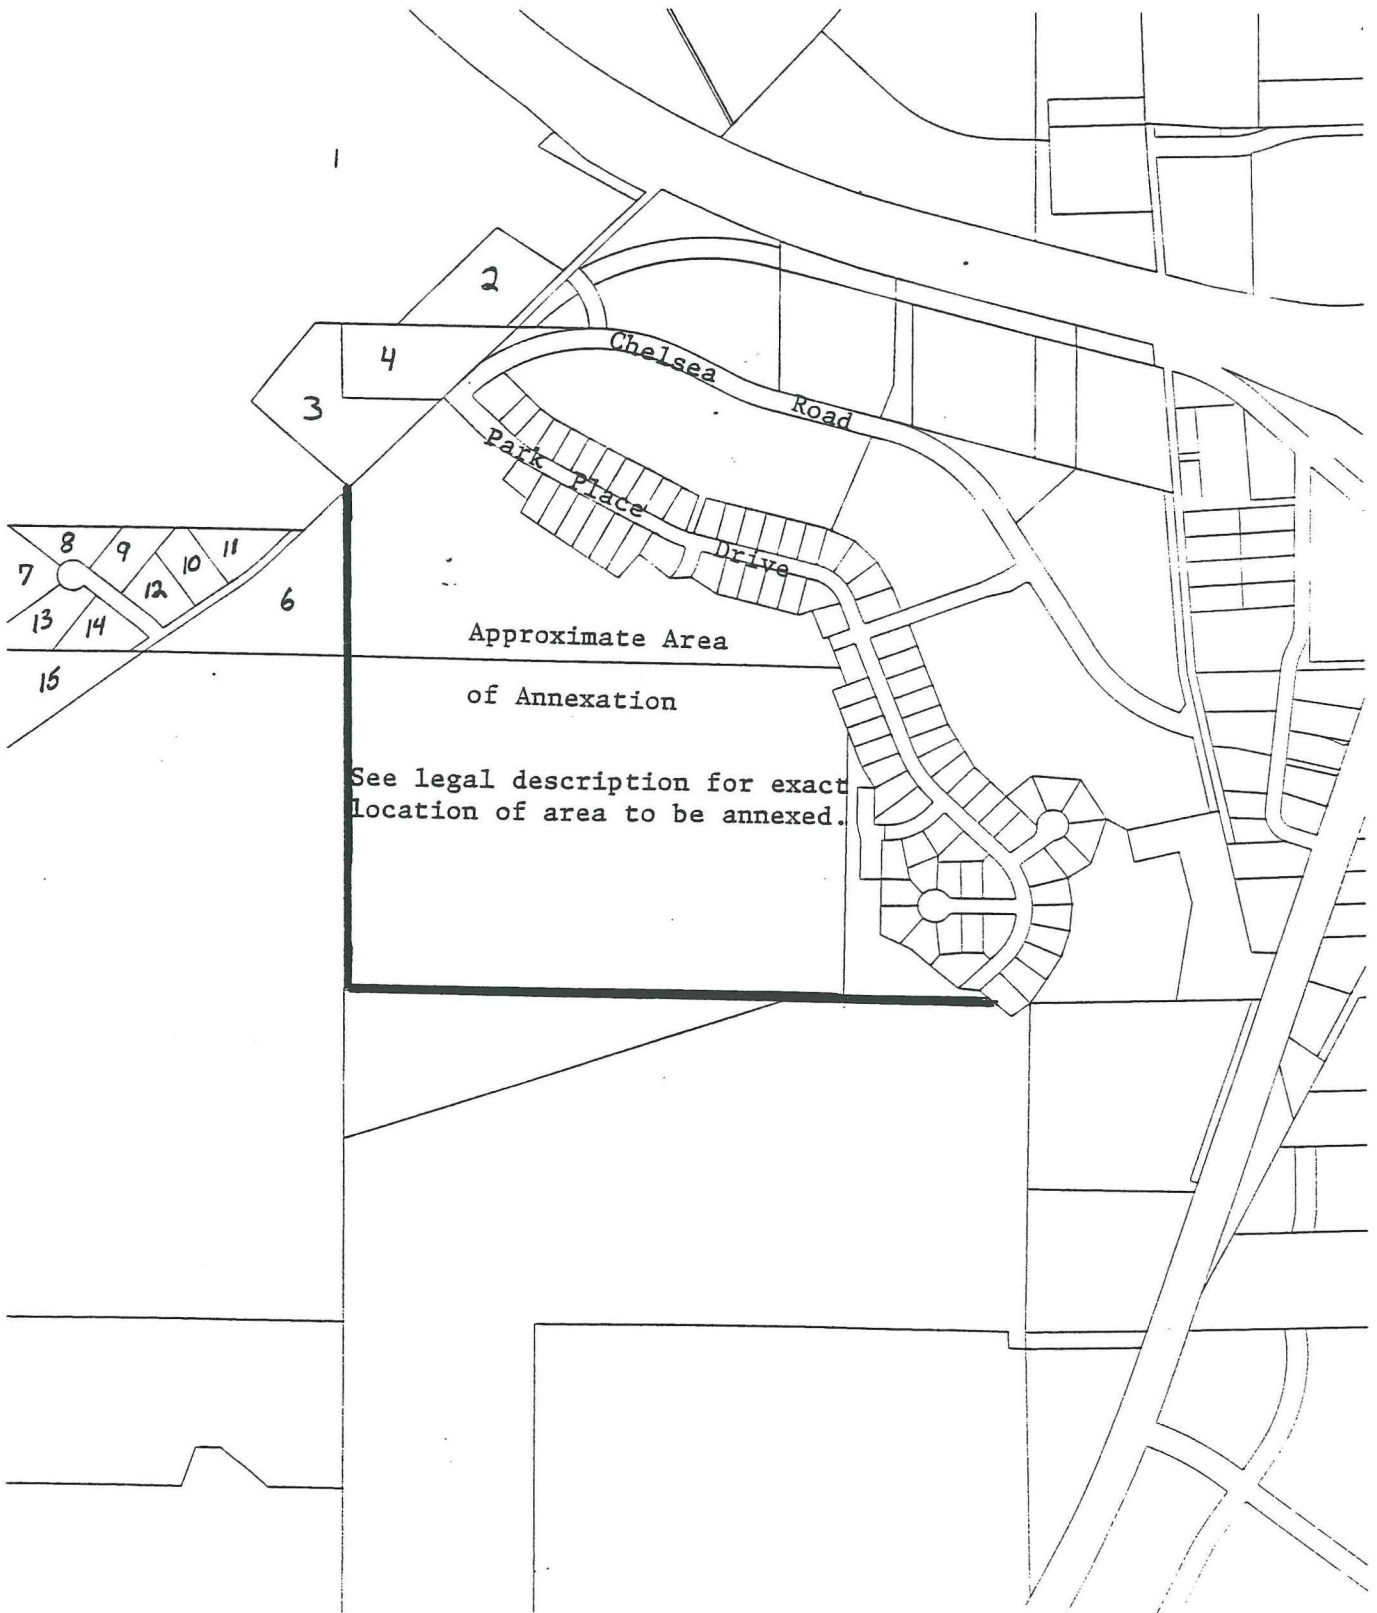 1
2
4
3
Chelsea
Road
Park Place
Drive
8
9
10
11
7
12
6
13
14
15
Approximate Area
of Annexation
See legal description for exact
location of area to be annexed.